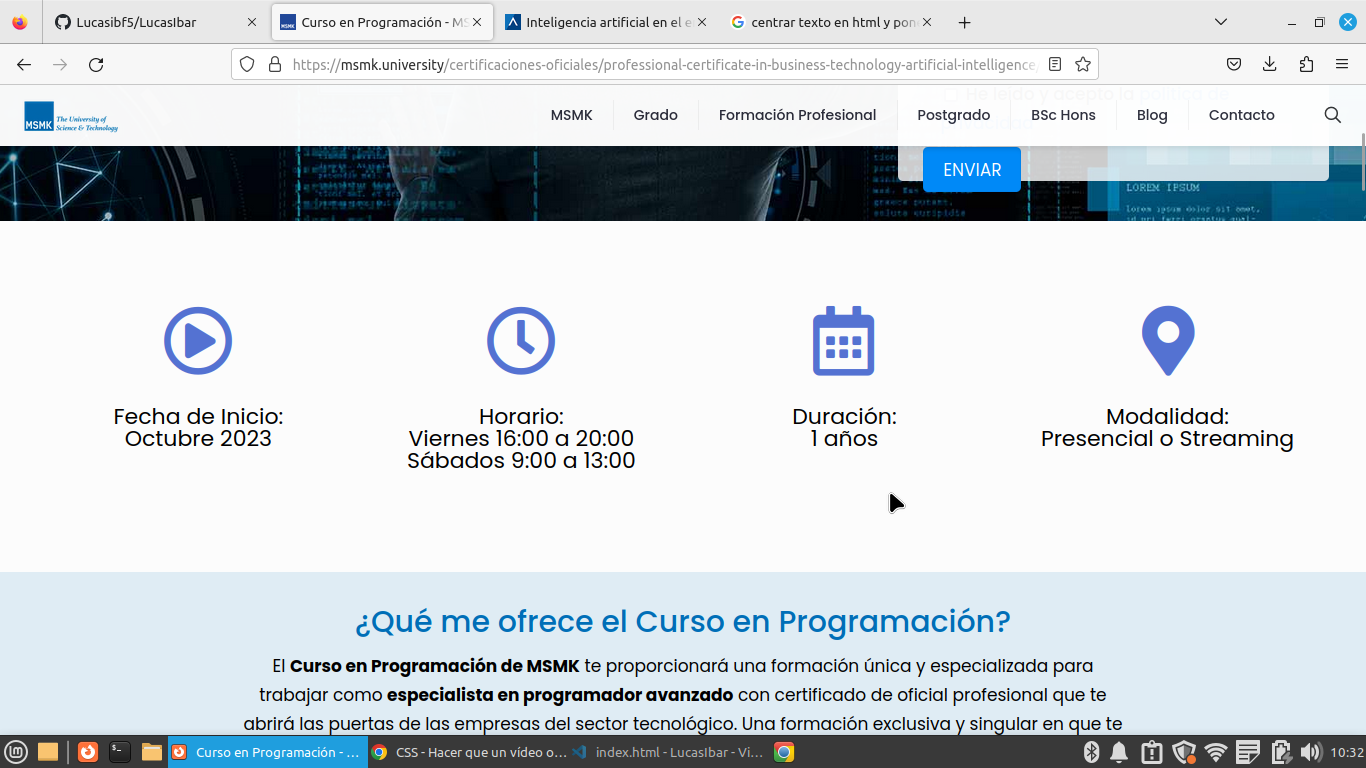 Lucasibf5/LucasIbar
Curso en Programación - MS
Inteligencia artificial en el e
centrar texto en html y pon
https://msmk.university/certificaciones-oficiales/professional-certificate-in-business-technology-artificial-intelligence/
MSMK The University of
Science & Technology
MSMK
Grado
Formación Profesional
Postgrado
BSc Hons
Blog
Contacto
He leído y acepto la política de
ENVIAR
LOREM IPSUM
lorem ipsum dolor sit amet,
Fecha de Inicio:
Octubre 2023
Horario:
Viernes 16:00 a 20:00
Sábados 9:00 a 13:00
Duración:
1 años
Modalidad:
Presencial o Streaming
¿Qué me ofrece el Curso en Programación?
El Curso en Programación de MSMK te proporcionará una formación única y especializada para
trabajar como especialista en programador avanzado con certificado de oficial profesional que te
abrirá las puertas de las empresas del sector tecnológico. Una formación exclusiva y singular en que te
Curso en Programación - ...
CSS - Hacer que un vídeo o...
index.html - LucasIbar - Vi...
10:32